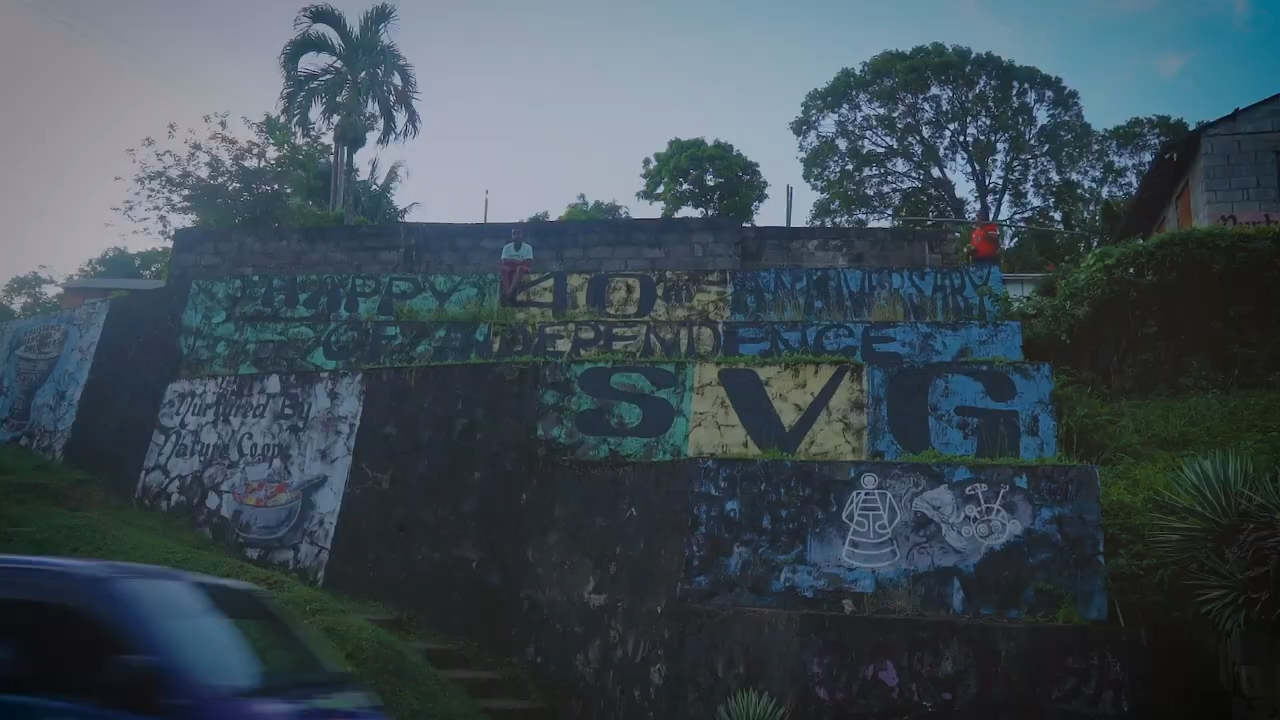 HAPPY 40TH ANNIVERSARY
OF INDEPENDENCE
SVG
Nurtured By
Nature Coop